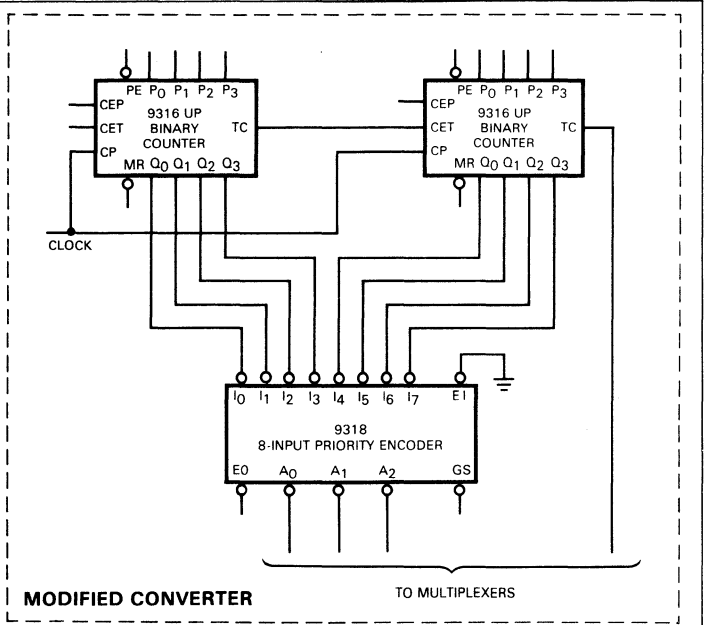 PE P0 P1 P2 P3
CEP
9316 UP
BINARY
COUNTER
CET
TC
CP
MR Q0 Q1 Q2 Q3
PE P0 P1 P2 P3
CEP
9316 UP
BINARY
COUNTER
CET
TC
CP
MR Q0 Q1 Q2 Q3
CLOCK
I0 I1 I2 I3 I4 I5 I6 I7 EI
9318
8-INPUT PRIORITY ENCODER
EO A0 A1 A2 GS
TO MULTIPLEXERS
MODIFIED CONVERTER